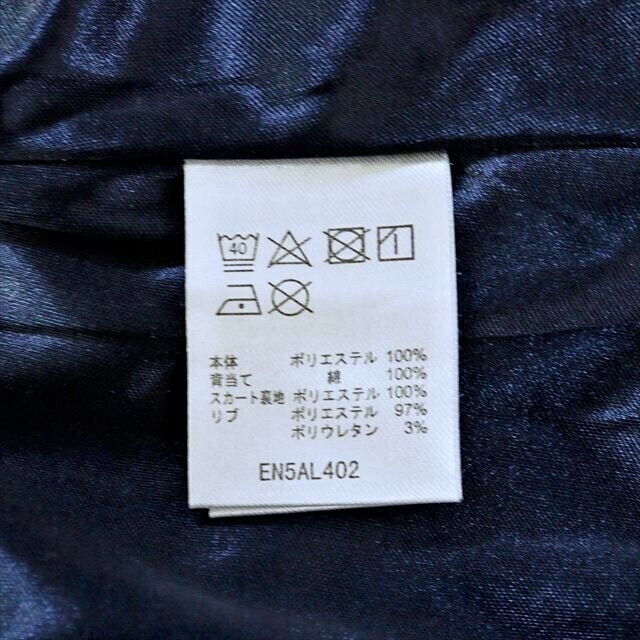 40
本体 ポリエステル 100%
背当て 綿 100%
スカート裏地 ポリエステル 100%
リブ ポリエステル 97%
ポリウレタン 3%
EN5AL402